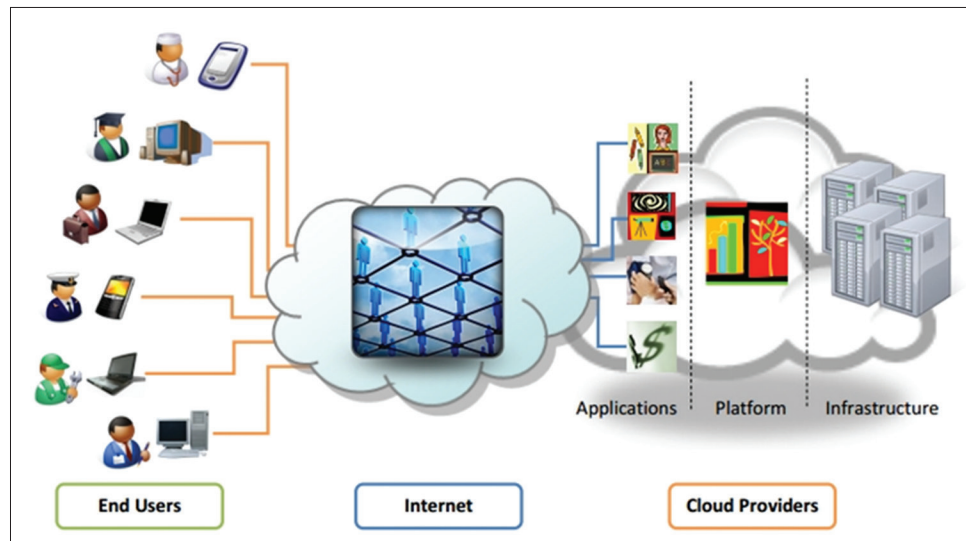 Applications
Platform
Infrastructure
End Users
Internet
Cloud Providers